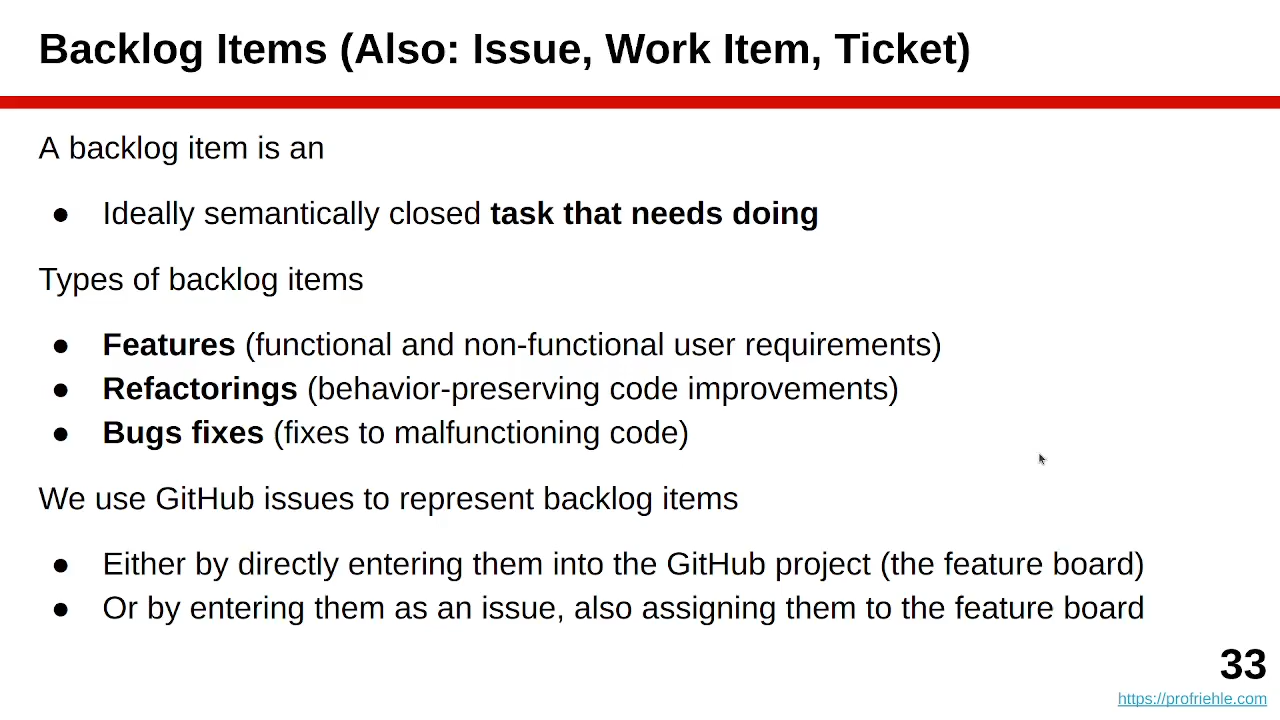 Backlog Items (Also: Issue, Work Item, Ticket)
A backlog item is an
● Ideally semantically closed task that needs doing
Types of backlog items
● Features (functional and non-functional user requirements)
● Refactorings (behavior-preserving code improvements)
● Bugs fixes (fixes to malfunctioning code)
We use GitHub issues to represent backlog items
● Either by directly entering them into the GitHub project (the feature board)
● Or by entering them as an issue, also assigning them to the feature board
33
https://profriehle.com